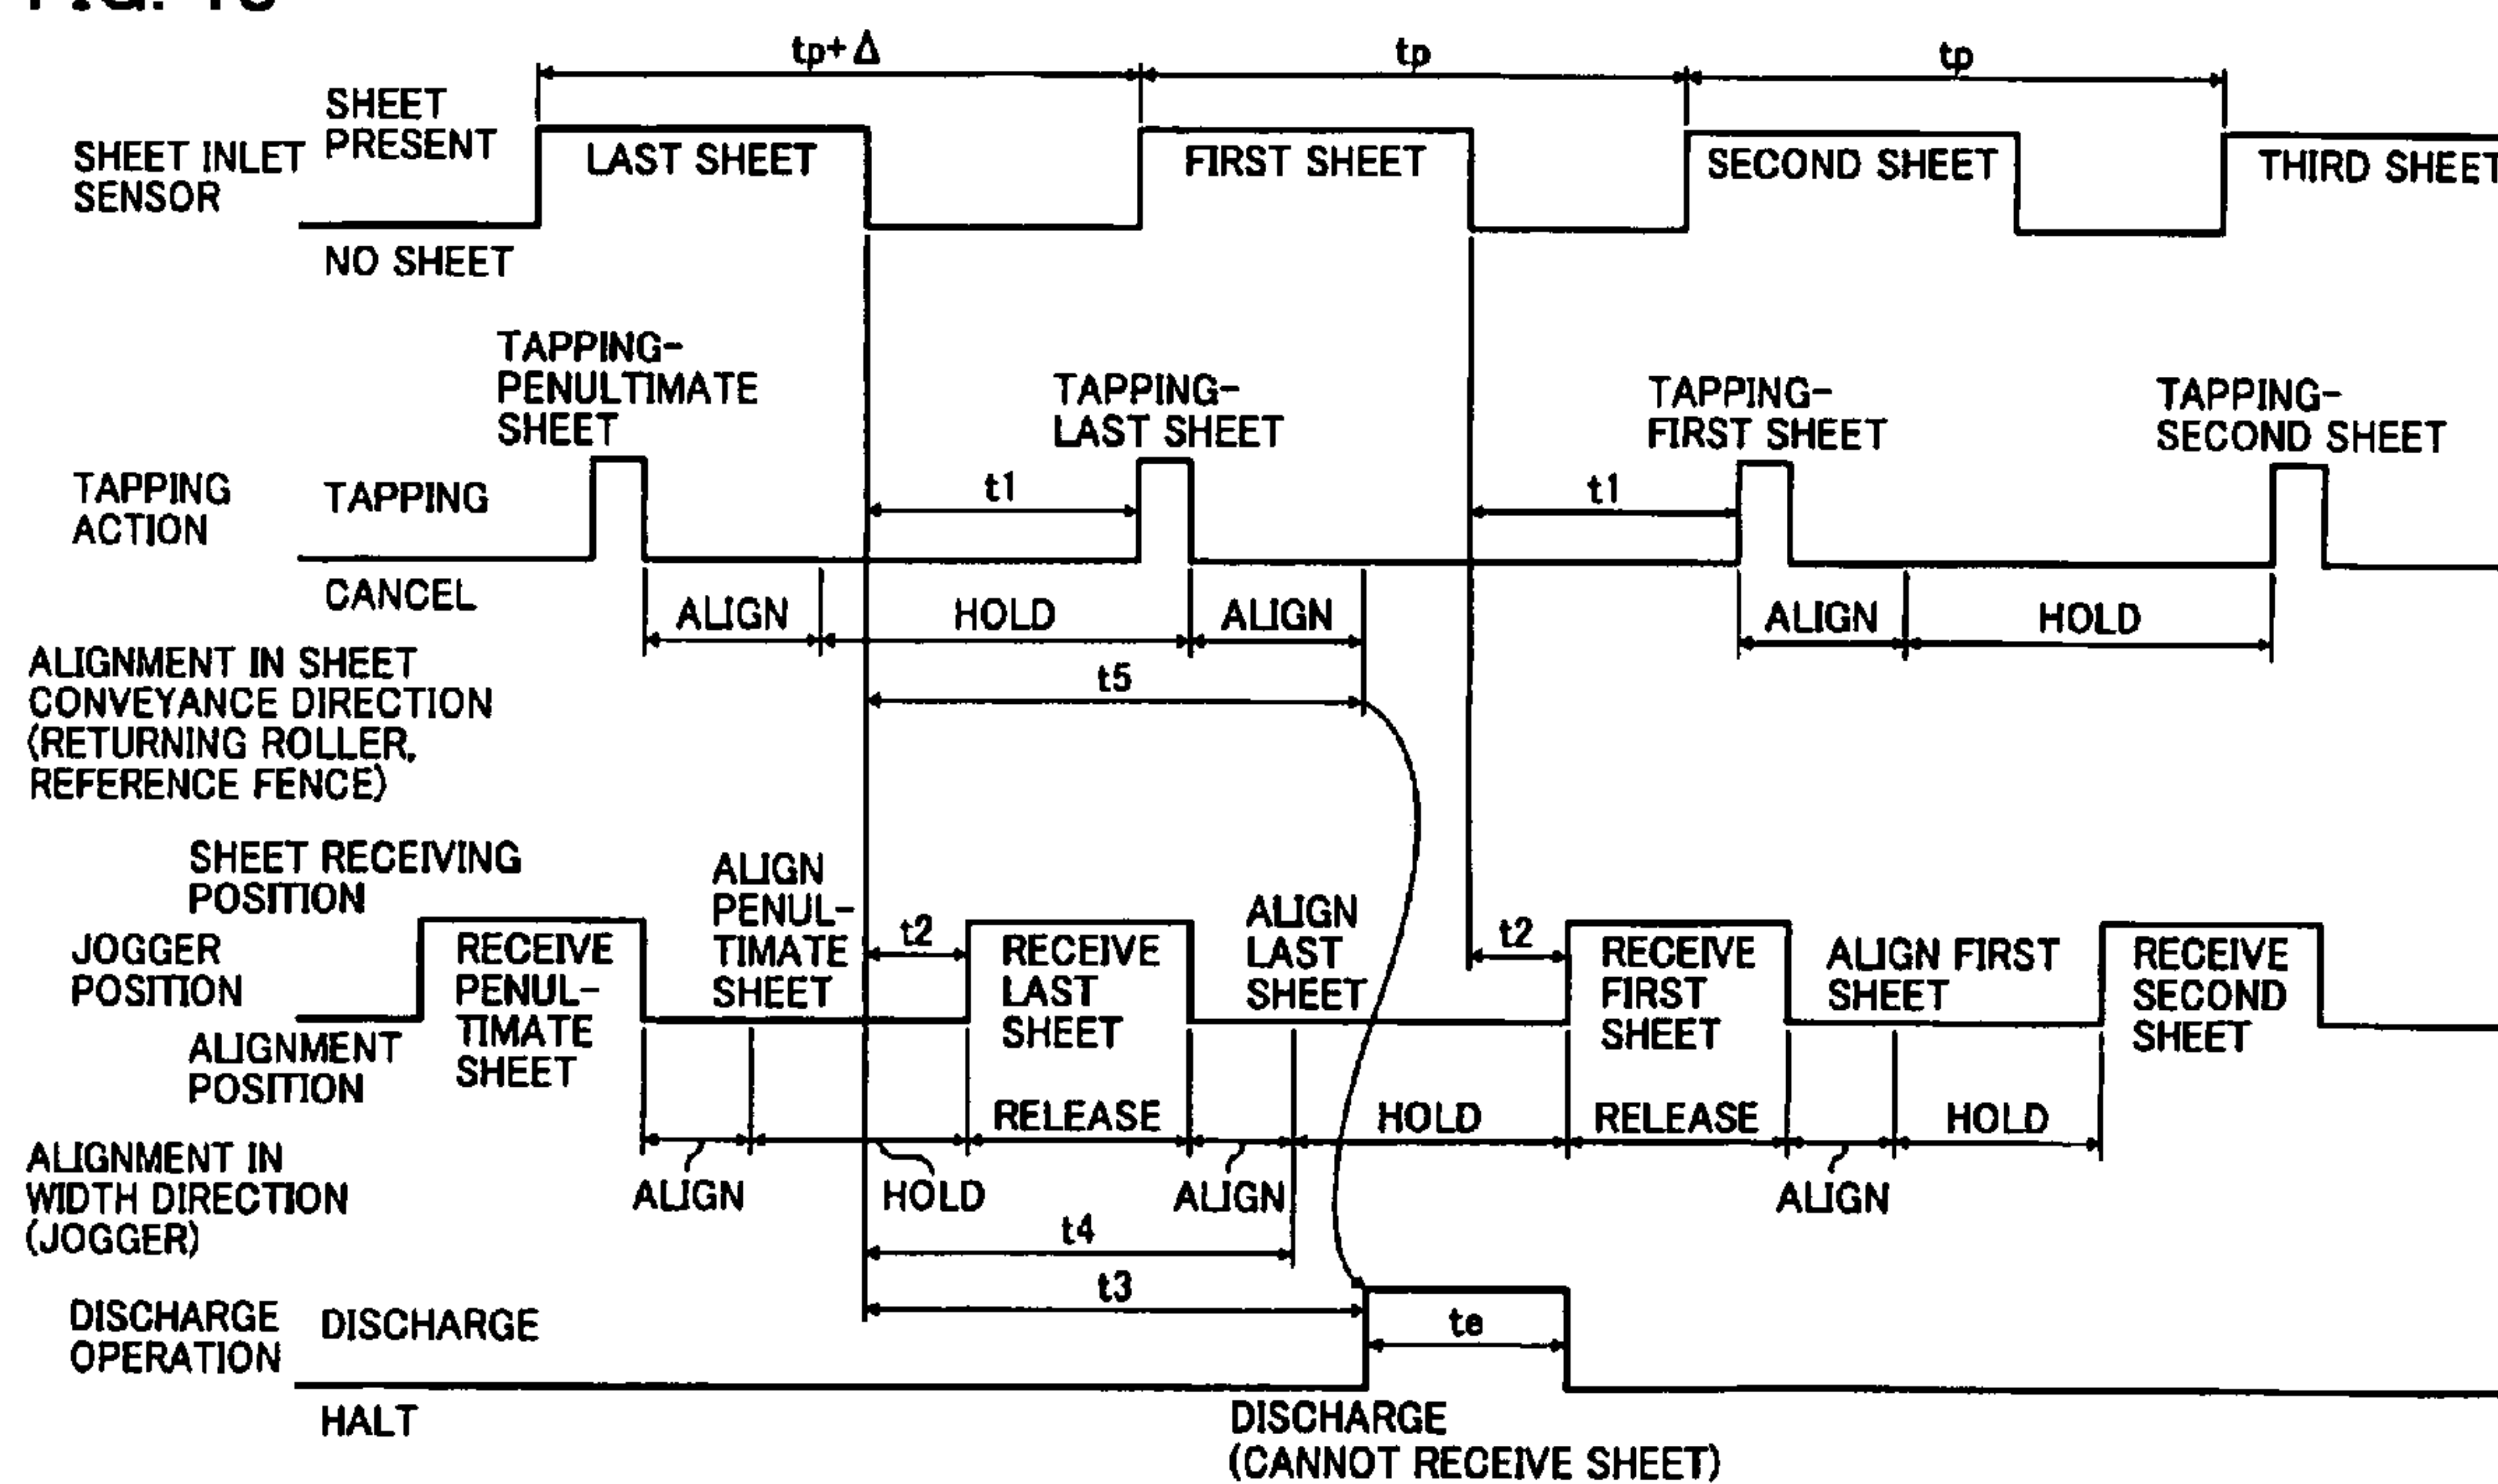 tp+Δ
tp
tp
SHEET
PRESENT
SHEET INLET
SENSOR
LAST SHEET
FIRST SHEET
SECOND SHEET
THIRD SHEET
NO SHEET
TAPPING-
PENULTIMATE
SHEET
TAPPING-
LAST SHEET
TAPPING-
FIRST SHEET
TAPPING-
SECOND SHEET
TAPPING
ACTION
TAPPING
t1
t1
CANCEL
ALIGN
HOLD
ALIGN
ALIGN
HOLD
t5
ALIGNMENT IN SHEET
CONVEYANCE DIRECTION
(RETURNING ROLLER,
REFERENCE FENCE)
SHEET RECEIVING
POSITION
JOGGER
POSITION
ALIGNMENT
POSITION
RECEIVE
PENUL-
TIMATE
SHEET
ALIGN
PENUL-
TIMATE
SHEET
t2
RECEIVE
LAST
SHEET
ALIGN
LAST
SHEET
t2
RECEIVE
FIRST
SHEET
ALIGN FIRST
SHEET
RECEIVE
SECOND
SHEET
RELEASE
HOLD
RELEASE
HOLD
ALIGNMENT IN
WIDTH DIRECTION
(JOGGER)
ALIGN
HOLD
ALIGN
ALIGN
t4
t3
DISCHARGE
OPERATION
DISCHARGE
te
HALT
DISCHARGE
(CANNOT RECEIVE SHEET)